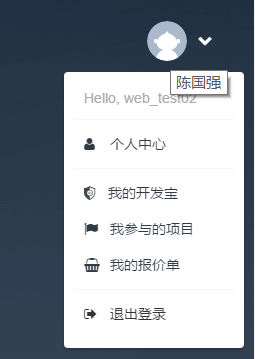 陈国强
Hello, web_test02
个人中心
我的开发宝
我参与的项目
我的报价单
退出登录